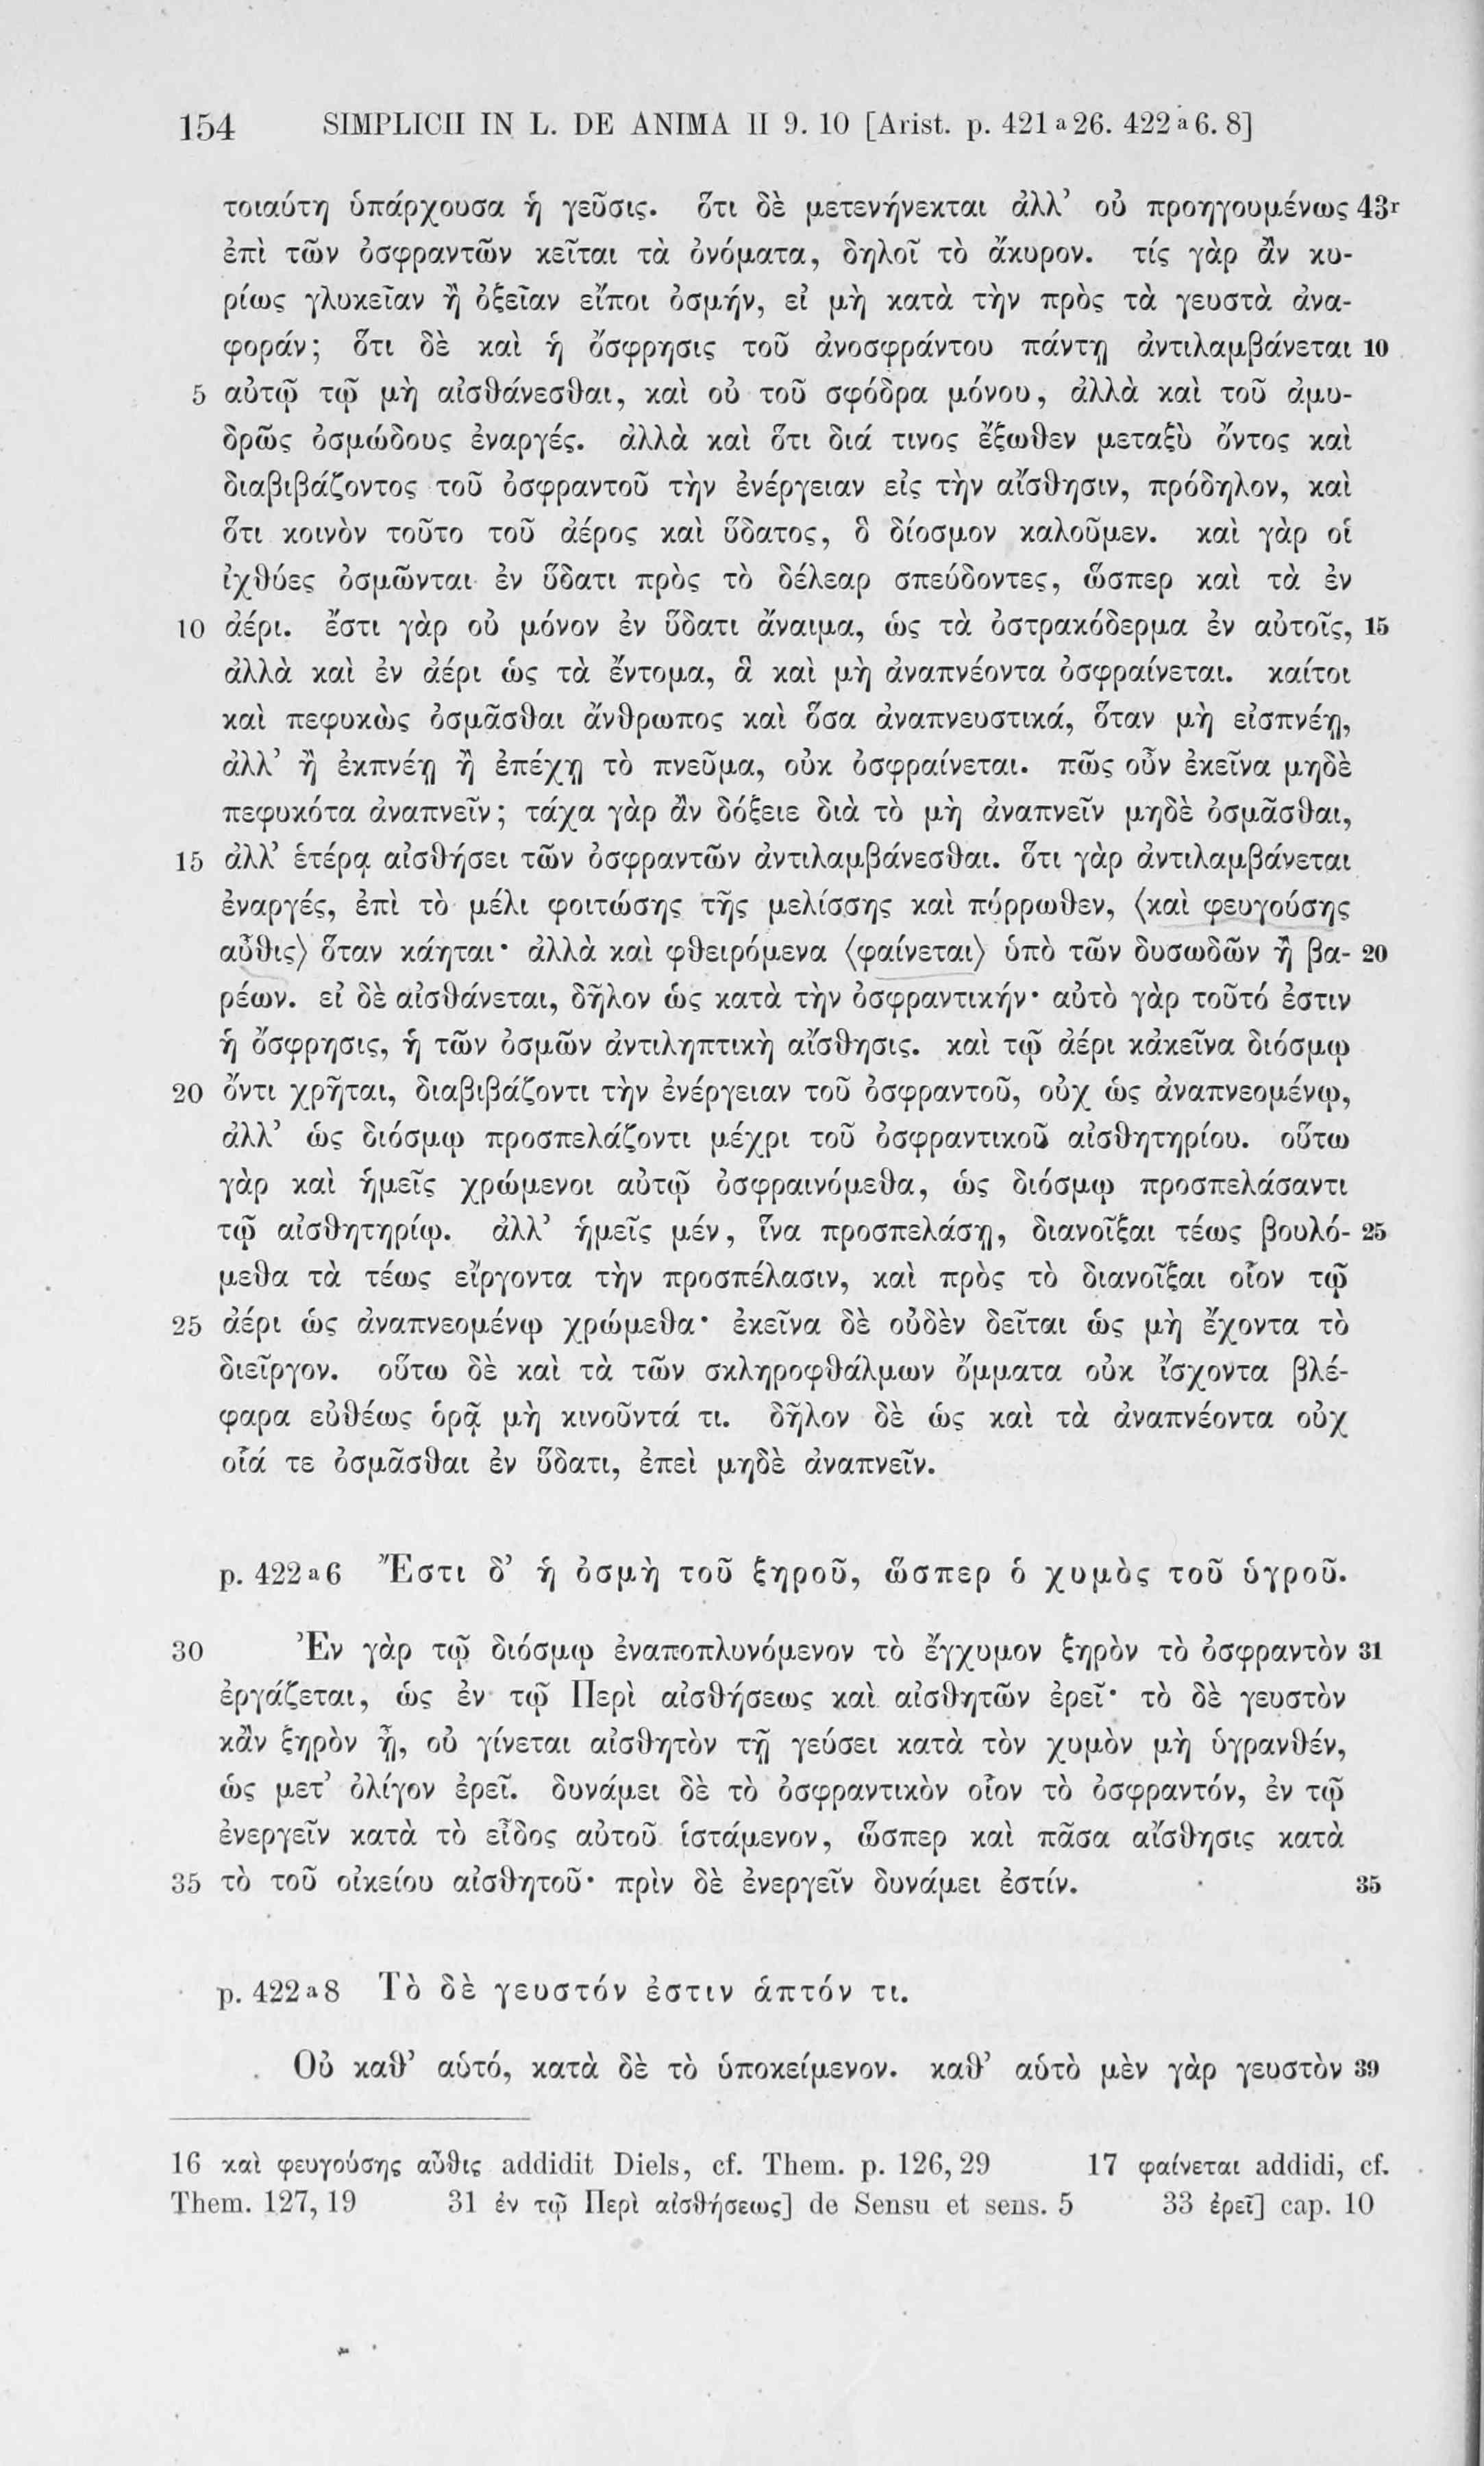 154 SIMPLICII IN L. DE ANIMA II 9. 10 [Arist. p. 421 a 26. 422 a 6. 8]
τοιαύτη ὑπάρχουσα ἡ γεῦσις. ὅτι δὲ μετενήνεκται ἀλλ’ οὐ προηγουμένως 43r
ἐπὶ τῶν ὀσφραντῶν κεῖται τὰ ὀνόματα, δηλοῖ τὸ ἄκυρον. τίς γὰρ ἂν κυ-
ρίως γλυκεῖαν ἢ ὀξεῖαν εἴποι ὀσμήν, εἰ μὴ κατὰ τὴν πρὸς τὰ γευστὰ ἀνα-
φοράν; ὅτι δὲ καὶ ἡ ὄσφρησις τοῦ ἀνοσφράντου πάντῃ ἀντιλαμβάνεται 10
5 αὐτῷ τῷ μὴ αἰσθάνεσθαι, καὶ οὐ τοῦ σφόδρα μόνου, ἀλλὰ καὶ τοῦ ἀμυ-
δρῶς ὀσμώδους ἐναργές. ἀλλὰ καὶ ὅτι διά τινος ἔξωθεν μεταξὺ ὄντος καὶ
διαβιβάζοντος τοῦ ὀσφραντοῦ τὴν ἐνέργειαν εἰς τὴν αἴσθησιν, πρόδηλον, καὶ
ὅτι κοινὸν τοῦτο τοῦ ἀέρος καὶ ὕδατος, ὃ δίοσμον καλοῦμεν. καὶ γὰρ οἱ
ἰχθύες ὀσμῶνται ἐν ὕδατι πρὸς τὸ δέλεαρ σπεύδοντες, ὥσπερ καὶ τὰ ἐν
10 ἀέρι. ἔστι γὰρ οὐ μόνον ἐν ὕδατι ἄναιμα, ὡς τὰ ὀστρακόδερμα ἐν αὐτοῖς, 15
ἀλλὰ καὶ ἐν ἀέρι ὡς τὰ ἔντομα, ἃ καὶ μὴ ἀναπνέοντα ὀσφραίνεται. καίτοι
καὶ πεφυκὼς ὀσμᾶσθαι ἄνθρωπος καὶ ὅσα ἀναπνευστικά, ὅταν μὴ εἰσπνέῃ,
ἀλλ’ ἢ ἐκπνέῃ ἢ ἐπέχῃ τὸ πνεῦμα, οὐκ ὀσφραίνεται. πῶς οὖν ἐκεῖνα μηδὲ
πεφυκότα ἀναπνεῖν; τάχα γὰρ ἂν δόξειε διὰ τὸ μὴ ἀναπνεῖν μηδὲ ὀσμᾶσθαι,
15 ἀλλ’ ἑτέρᾳ αἰσθήσει τῶν ὀσφραντῶν ἀντιλαμβάνεσθαι. ὅτι γὰρ ἀντιλαμβάνεται
ἐναργές, ἐπὶ τὸ μέλι φοιτώσης τῆς μελίσσης καὶ πόρρωθεν, ⟨καὶ φευγούσης
αὖθις⟩ ὅταν κάηται· ἀλλὰ καὶ φθειρόμενα ⟨φαίνεται⟩ ὑπὸ τῶν δυσωδῶν ἢ βα- 20
ρέων. εἰ δὲ αἰσθάνεται, δῆλον ὡς κατὰ τὴν ὀσφραντικήν· αὐτὸ γὰρ τοῦτό ἐστιν
ἡ ὄσφρησις, ἡ τῶν ὀσμῶν ἀντιληπτικὴ αἴσθησις. καὶ τῷ ἀέρι κἀκεῖνα διόσμῳ
20 ὄντι χρῆται, διαβιβάζοντι τὴν ἐνέργειαν τοῦ ὀσφραντοῦ, οὐχ ὡς ἀναπνεομένῳ,
ἀλλ’ ὡς διόσμῳ προσπελάζοντι μέχρι τοῦ ὀσφραντικοῦ αἰσθητηρίου. οὕτω
γὰρ καὶ ἡμεῖς χρώμενοι αὐτῷ ὀσφραινόμεθα, ὡς διόσμῳ προσπελάσαντι
τῷ αἰσθητηρίῳ. ἀλλ’ ἡμεῖς μέν, ἵνα προσπελάσῃ, διανοῖξαι τέως βουλό- 25
μεθα τὰ τέως εἴργοντα τὴν προσπέλασιν, καὶ πρὸς τὸ διανοῖξαι οἷον τῷ
25 ἀέρι ὡς ἀναπνεομένῳ χρώμεθα· ἐκεῖνα δὲ οὐδὲν δεῖται ὡς μὴ ἔχοντα τὸ
διεῖργον. οὕτω δὲ καὶ τὰ τῶν σκληροφθάλμων ὄμματα οὐκ ἴσχοντα βλέ-
φαρα εὐθέως ὁρᾷ μὴ κινοῦντά τι. δῆλον δὲ ὡς καὶ τὰ ἀναπνέοντα οὐχ
οἷά τε ὀσμᾶσθαι ἐν ὕδατι, ἐπεὶ μηδὲ ἀναπνεῖν.
p. 422 a 6 Ἔστι δ’ ἡ ὀσμὴ τοῦ ξηροῦ, ὥσπερ ὁ χυμὸς τοῦ ὑγροῦ.
30 Ἐν γὰρ τῷ διόσμῳ ἐναποπλυνόμενον τὸ ἔγχυμον ξηρὸν τὸ ὀσφραντὸν 31
ἐργάζεται, ὡς ἐν τῷ Περὶ αἰσθήσεως καὶ αἰσθητῶν ἐρεῖ· τὸ δὲ γευστὸν
κἂν ξηρὸν ᾖ, οὐ γίνεται αἰσθητὸν τῇ γεύσει κατὰ τὸν χυμὸν μὴ ὑγρανθέν,
ὡς μετ’ ὀλίγον ἐρεῖ. δυνάμει δὲ τὸ ὀσφραντικὸν οἷον τὸ ὀσφραντόν, ἐν τῷ
ἐνεργεῖν κατὰ τὸ εἶδος αὐτοῦ ἱστάμενον, ὥσπερ καὶ πᾶσα αἴσθησις κατὰ
35 τὸ τοῦ οἰκείου αἰσθητοῦ· πρὶν δὲ ἐνεργεῖν δυνάμει ἐστίν. 35
p. 422 a 8 Τὸ δὲ γευστόν ἐστιν ἁπτόν τι.
Οὐ καθ’ αὑτό, κατὰ δὲ τὸ ὑποκείμενον. καθ’ αὑτὸ μὲν γὰρ γευστὸν 39
16 καὶ φευγούσης αὖθις addidit Diels, cf. Them. p. 126, 29 17 φαίνεται addidi, cf.
Them. 127, 19 31 ἐν τῷ Περὶ αἰσθήσεως] de Sensu et sens. 5 33 ἐρεῖ] cap. 10